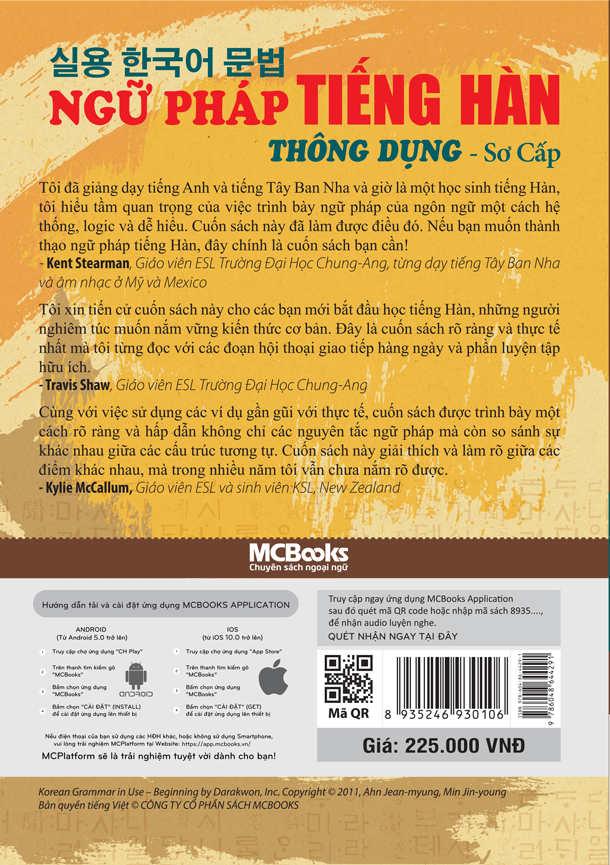 실용 한국어 문법
NGỮ PHÁP TIẾNG HÀN
THÔNG DỤNG - Sơ Cấp
Tôi đã giảng dạy tiếng Anh và tiếng Tây Ban Nha và giờ là một học sinh tiếng Hàn,
tôi hiểu tầm quan trọng của việc trình bày ngữ pháp của ngôn ngữ một cách hệ
thống, logic và dễ hiểu. Cuốn sách này đã làm được điều đó. Nếu bạn muốn thành
thạo ngữ pháp tiếng Hàn, đây chính là cuốn sách bạn cần!
- Kent Stearman, Giáo viên ESL Trường Đại Học Chung-Ang, từng dạy tiếng Tây Ban Nha
và âm nhạc ở Mỹ và Mexico
Tôi xin tiến cử cuốn sách này cho các bạn mới bắt đầu học tiếng Hàn, những người
nghiêm túc muốn nắm vững kiến thức cơ bản. Đây là cuốn sách rõ ràng và thực tế
nhất mà tôi từng đọc với các đoạn hội thoại giao tiếp hàng ngày và phần luyện tập
hữu ích.
- Travis Shaw, Giáo viên ESL Trường Đại Học Chung-Ang
Cùng với việc sử dụng các ví dụ gần gũi với thực tế, cuốn sách được trình bày một
cách rõ ràng và hấp dẫn không chỉ các nguyên tắc ngữ pháp mà còn so sánh sự
khác nhau giữa các cấu trúc tương tự. Cuốn sách này giải thích và làm rõ giữa các
điểm khác nhau, mà trong nhiều năm tôi vẫn chưa nắm rõ được.
- Kylie McCallum, Giáo viên ESL và sinh viên KSL, New Zealand
MCBooks
Chuyên sách ngoại ngữ
Hướng dẫn tải và cài đặt ứng dụng MCBOOKS APPLICATION
ANDROID
(Từ Android 5.0 trở lên)
1 Truy cập chợ ứng dụng "CH Play"
2 Trên thanh tìm kiếm gõ
"MCBooks"
3 Bấm chọn ứng dụng
"MCBooks"
4 Bấm chọn "CÀI ĐẶT" (INSTALL)
để cài đặt ứng dụng lên thiết bị
ANDROID
IOS
(từ iOS 10.0 trở lên)
1 Truy cập chợ ứng dụng "App Store"
2 Trên thanh tìm kiếm gõ
"MCBooks"
3 Bấm chọn ứng dụng
"MCBooks"
4 Bấm chọn "CÀI ĐẶT" (GET)
để cài đặt ứng dụng lên thiết bị
Nếu điện thoại của bạn sử dụng các HĐH khác, hoặc không sử dụng Smartphone,
vui lòng trải nghiệm MCPlatform tại Website: https://app.mcbooks.vn/
MCPlatform sẽ là trải nghiệm tuyệt vời dành cho bạn!
Truy cập ngay ứng dụng MCBooks Application
sau đó quét mã QR code hoặc nhập mã sách 8935....,
để nhận audio luyện nghe.
QUÉT NHẬN NGAY TẠI ĐÂY
Mã QR
8 935246 930106
9 786048 644291
Giá: 225.000 VNĐ
Korean Grammar in Use – Beginning by Darakwon, Inc. Copyright © 2011, Ahn Jean-myung, Min Jin-young
Bản quyền tiếng Việt © CÔNG TY CỔ PHẦN SÁCH MCBOOKS